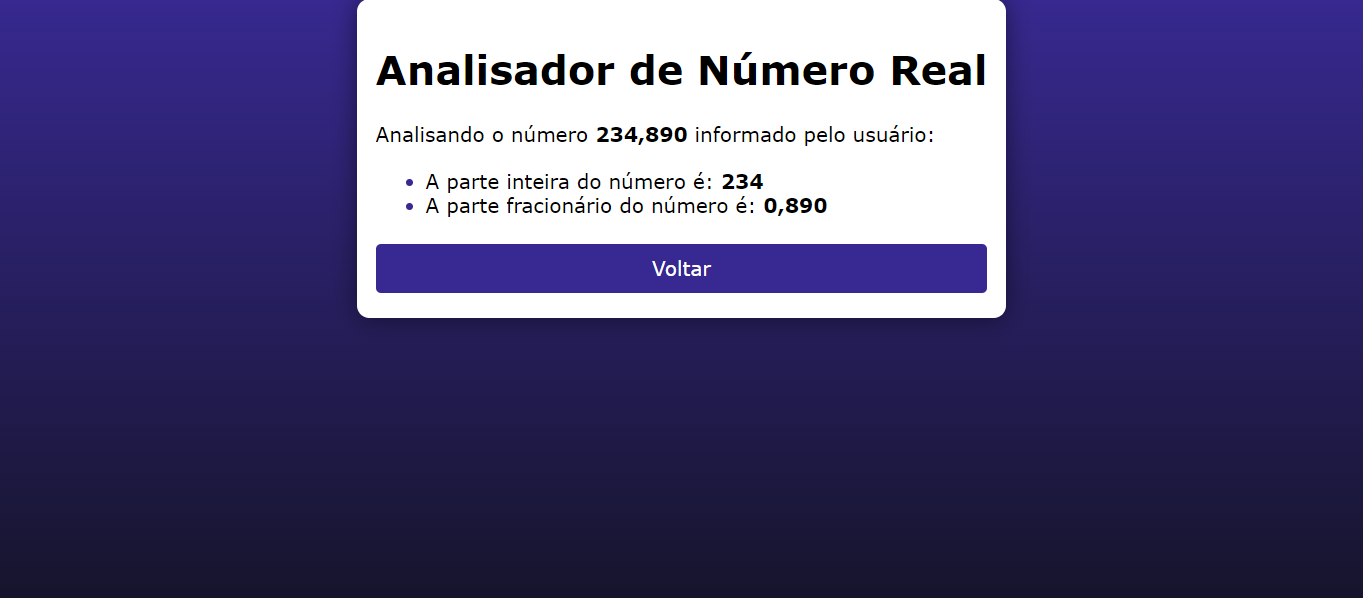 Analisador de Número Real
Analisando o número 234,890 informado pelo usuário:
A parte inteira do número é: 234
A parte fracionário do número é: 0,890
Voltar